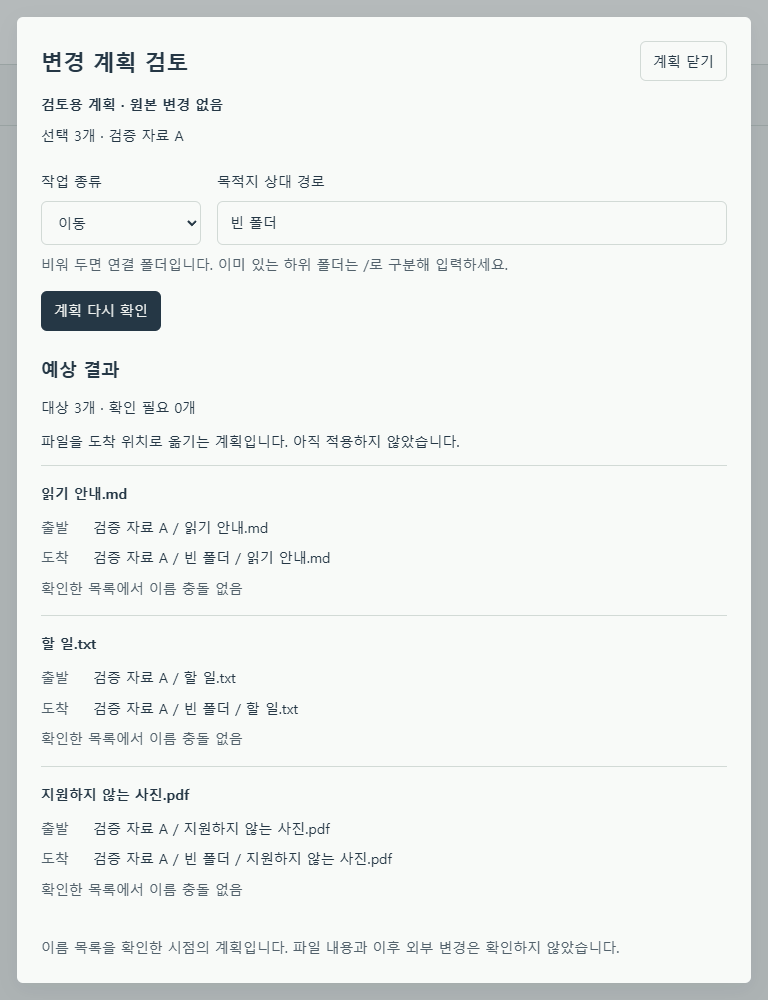 변경 계획 검토
계획 닫기
검토용 계획 · 원본 변경 없음
선택 3개 · 검증 자료 A
작업 종류
목적지 상대 경로
이동
빈 폴더
비워 두면 연결 폴더입니다. 이미 있는 하위 폴더는 /로 구분해 입력하세요.
계획 다시 확인
예상 결과
대상 3개 · 확인 필요 0개
파일을 도착 위치로 옮기는 계획입니다. 아직 적용하지 않았습니다.
읽기 안내.md
출발 검증 자료 A / 읽기 안내.md
도착 검증 자료 A / 빈 폴더 / 읽기 안내.md
확인한 목록에서 이름 충돌 없음
할 일.txt
출발 검증 자료 A / 할 일.txt
도착 검증 자료 A / 빈 폴더 / 할 일.txt
확인한 목록에서 이름 충돌 없음
지원하지 않는 사진.pdf
출발 검증 자료 A / 지원하지 않는 사진.pdf
도착 검증 자료 A / 빈 폴더 / 지원하지 않는 사진.pdf
확인한 목록에서 이름 충돌 없음
이름 목록을 확인한 시점의 계획입니다. 파일 내용과 이후 외부 변경은 확인하지 않았습니다.